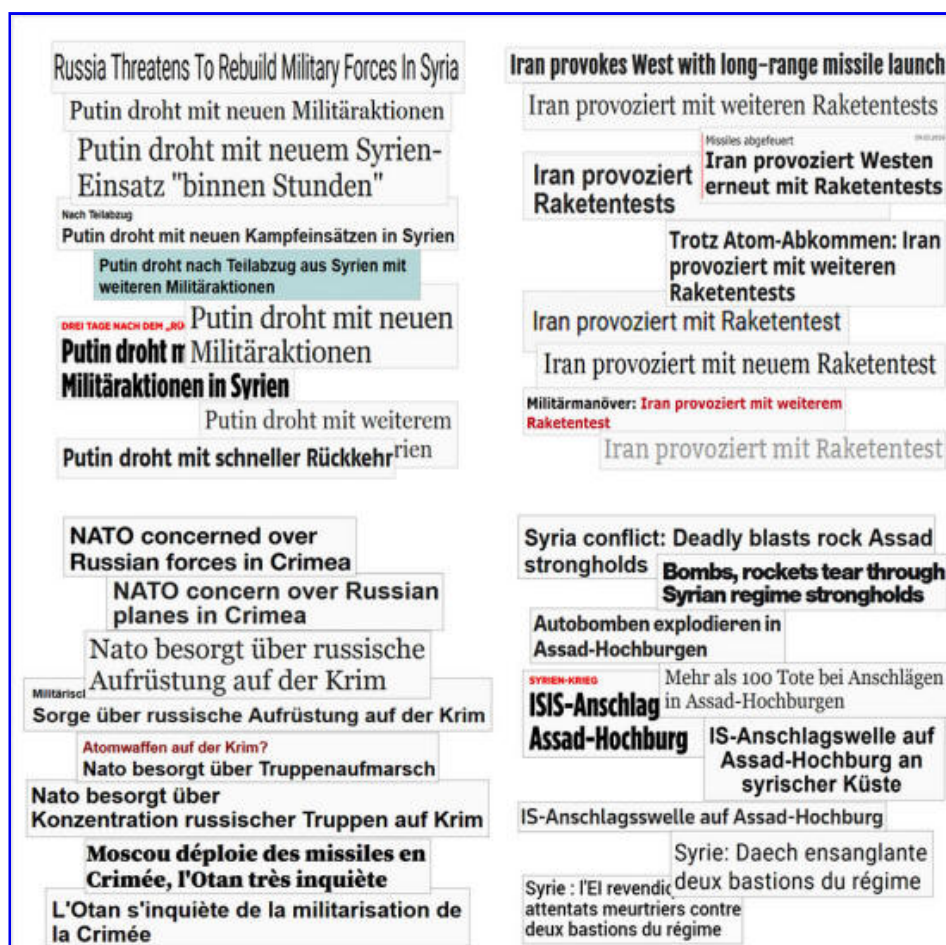 Russia Threatens To Rebuild Military Forces In Syria
Putin droht mit neuen Militäraktionen
Putin droht mit neuem Syrien-
Einsatz "binnen Stunden"
Nach Teilabzug
Putin droht mit neuen Kampfeinsätzen in Syrien
Putin droht nach Teilabzug aus Syrien mit
weiteren Militäraktionen
DREI TAGE NACH DEM „RÜ
Putin droht m
Militäraktionen in Syrien
Putin droht mit neuen
Militäraktionen
Putin droht mit weiterem
rien
Putin droht mit schneller Rückkehr
Iran provokes West with long-range missile launch
Iran provoziert mit weiteren Raketentests
Missiles abgefeuert
Iran provoziert Westen
erneut mit Raketentests
Iran provoziert
Raketentests
Trotz Atom-Abkommen: Iran
provoziert mit weiteren
Raketentests
Iran provoziert mit Raketentest
Iran provoziert mit neuem Raketentest
Militärmanöver: Iran provoziert mit weiterem
Raketentest
Iran provoziert mit Raketentest
NATO concerned over
Russian forces in Crimea
NATO concern over Russian
planes in Crimea
Nato besorgt über russische
Aufrüstung auf der Krim
Militärisc
Sorge über russische Aufrüstung auf der Krim
Atomwaffen auf der Krim?
Nato besorgt über Truppenaufmarsch
Nato besorgt über
Konzentration russischer Truppen auf Krim
Moscou déploie des missiles en
Crimée, l'Otan très inquiète
L'Otan s'inquiète de la militarisation de
la Crimée
Syria conflict: Deadly blasts rock Assad
strongholds
Bombs, rockets tear through
Syrian regime strongholds
Autobomben explodieren in
Assad-Hochburgen
SYRIEN-KRIEG
ISIS-Anschlag
Assad-Hochburg
Mehr als 100 Tote bei Anschlägen
in Assad-Hochburgen
IS-Anschlagswelle auf
Assad-Hochburg an
syrischer Küste
IS-Anschlagsswelle auf Assad-Hochburg
Syrie: Daech ensanglante
deux bastions du régime
Syrie : l'EI revendiq
attentats meurtriers contre
deux bastions du régime